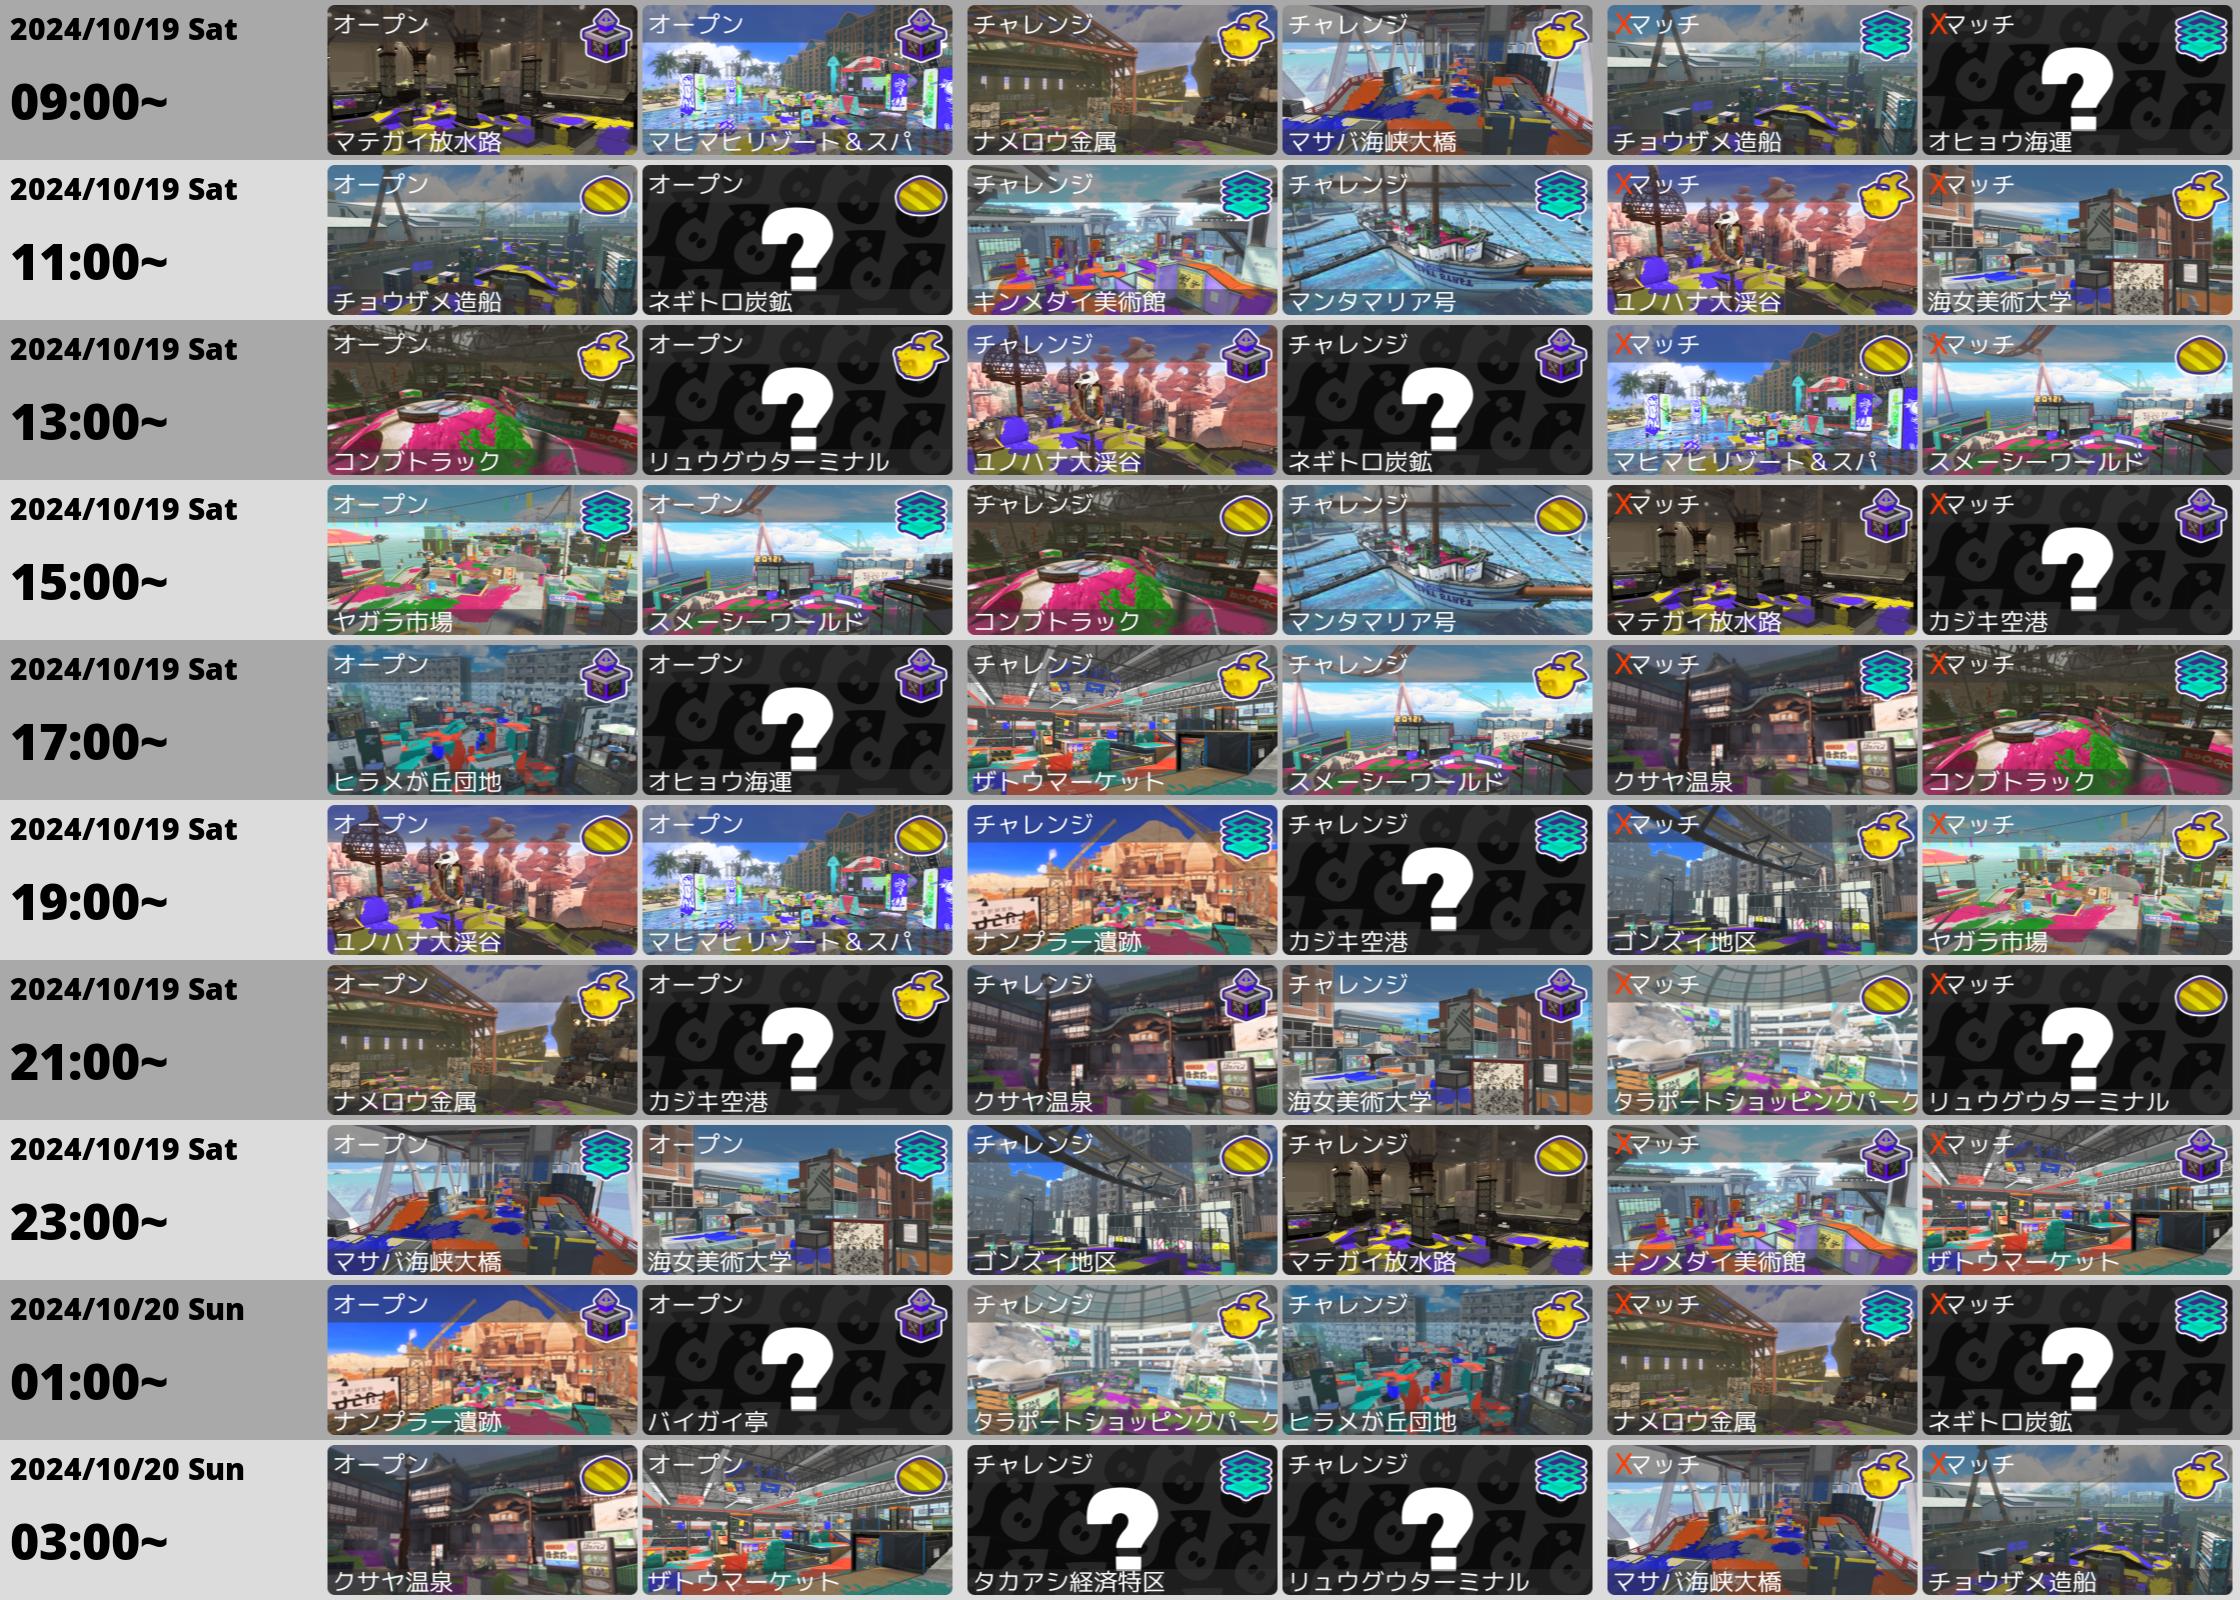 2024/10/19 Sat
09:00~
オープン
マテガイ放水路
オープン
マヒマヒリゾート＆スパ
チャレンジ
ナメロウ金属
チャレンジ
マサバ海峡大橋
Xマッチ
チョウザメ造船
Xマッチ
オヒョウ海運
2024/10/19 Sat
11:00~
オープン
チョウザメ造船
オープン
ネギトロ炭鉱
チャレンジ
キンメダイ美術館
チャレンジ
マンタマリア号
Xマッチ
ユノハナ大渓谷
Xマッチ
海女美術大学
2024/10/19 Sat
13:00~
オープン
コンブトラック
オープン
リュウグウターミナル
チャレンジ
ユノハナ大渓谷
チャレンジ
ネギトロ炭鉱
Xマッチ
マヒマヒリゾート＆スパ
Xマッチ
スメーシーワールド
2024/10/19 Sat
15:00~
オープン
ヤガラ市場
オープン
スメーシーワールド
チャレンジ
コンブトラック
チャレンジ
マンタマリア号
Xマッチ
マテガイ放水路
Xマッチ
カジキ空港
2024/10/19 Sat
17:00~
オープン
ヒラメが丘団地
オープン
オヒョウ海運
チャレンジ
ザトウマーケット
チャレンジ
スメーシーワールド
Xマッチ
クサヤ温泉
Xマッチ
コンブトラック
2024/10/19 Sat
19:00~
オープン
ユノハナ大渓谷
オープン
マヒマヒリゾート＆スパ
チャレンジ
ナンプラー遺跡
チャレンジ
カジキ空港
Xマッチ
ゴンズイ地区
Xマッチ
ヤガラ市場
2024/10/19 Sat
21:00~
オープン
ナメロウ金属
オープン
カジキ空港
チャレンジ
クサヤ温泉
チャレンジ
海女美術大学
Xマッチ
タラポートショッピングパーク
Xマッチ
リュウグウターミナル
2024/10/19 Sat
23:00~
オープン
マサバ海峡大橋
オープン
海女美術大学
チャレンジ
ゴンズイ地区
チャレンジ
マテガイ放水路
Xマッチ
キンメダイ美術館
Xマッチ
ザトウマーケット
2024/10/20 Sun
01:00~
オープン
ナンプラー遺跡
オープン
バイガイ亭
チャレンジ
タラポートショッピングパーク
チャレンジ
ヒラメが丘団地
Xマッチ
ナメロウ金属
Xマッチ
ネギトロ炭鉱
2024/10/20 Sun
03:00~
オープン
クサヤ温泉
オープン
ザトウマーケット
チャレンジ
タカアシ経済特区
チャレンジ
リュウグウターミナル
Xマッチ
マサバ海峡大橋
Xマッチ
チョウザメ造船